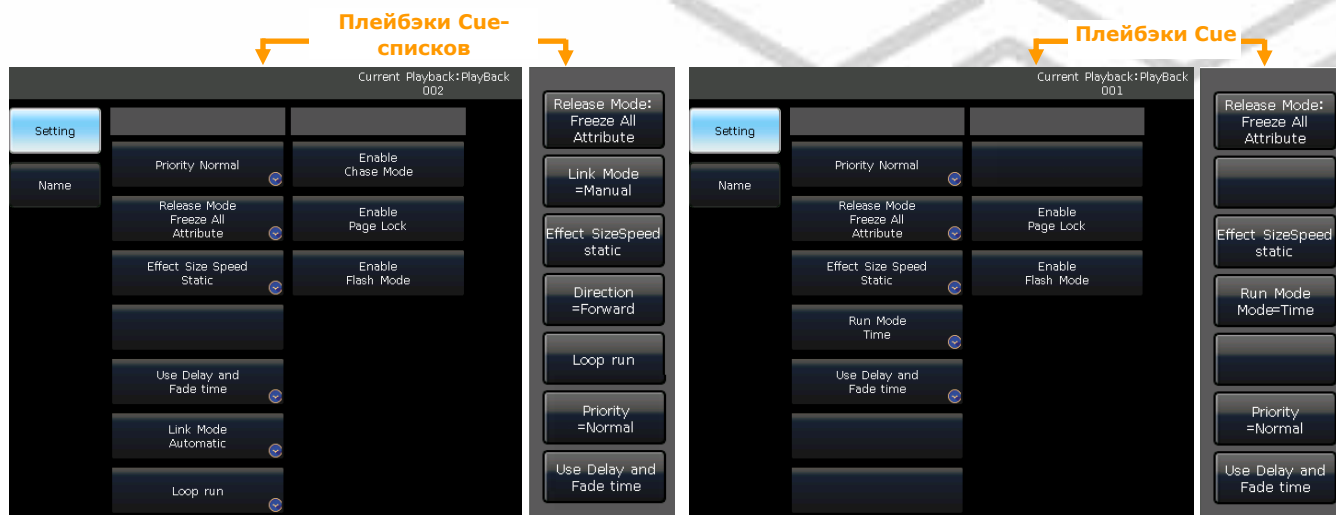 Плейбэки Cue-
списков
Плейбэки Cue
Current Playback:PlayBack
002
Setting
Name
Priority Normal
Enable
Chase Mode
Release Mode
Freeze All
Attribute
Enable
Page Lock
Effect Size Speed
Static
Enable
Flash Mode
Use Delay and
Fade time
Link Mode
Automatic
Loop run
Release Mode:
Freeze All
Attribute
Link Mode
=Manual
Effect SizeSpeed
static
Direction
=Forward
Loop run
Priority
=Normal
Use Delay and
Fade time
Current Playback:PlayBack
001
Setting
Name
Priority Normal
Release Mode
Freeze All
Attribute
Enable
Page Lock
Effect Size Speed
Static
Enable
Flash Mode
Run Mode
Time
Use Delay and
Fade time
Release Mode:
Freeze All
Attribute
Effect SizeSpeed
static
Run Mode
Mode=Time
Priority
=Normal
Use Delay and
Fade time